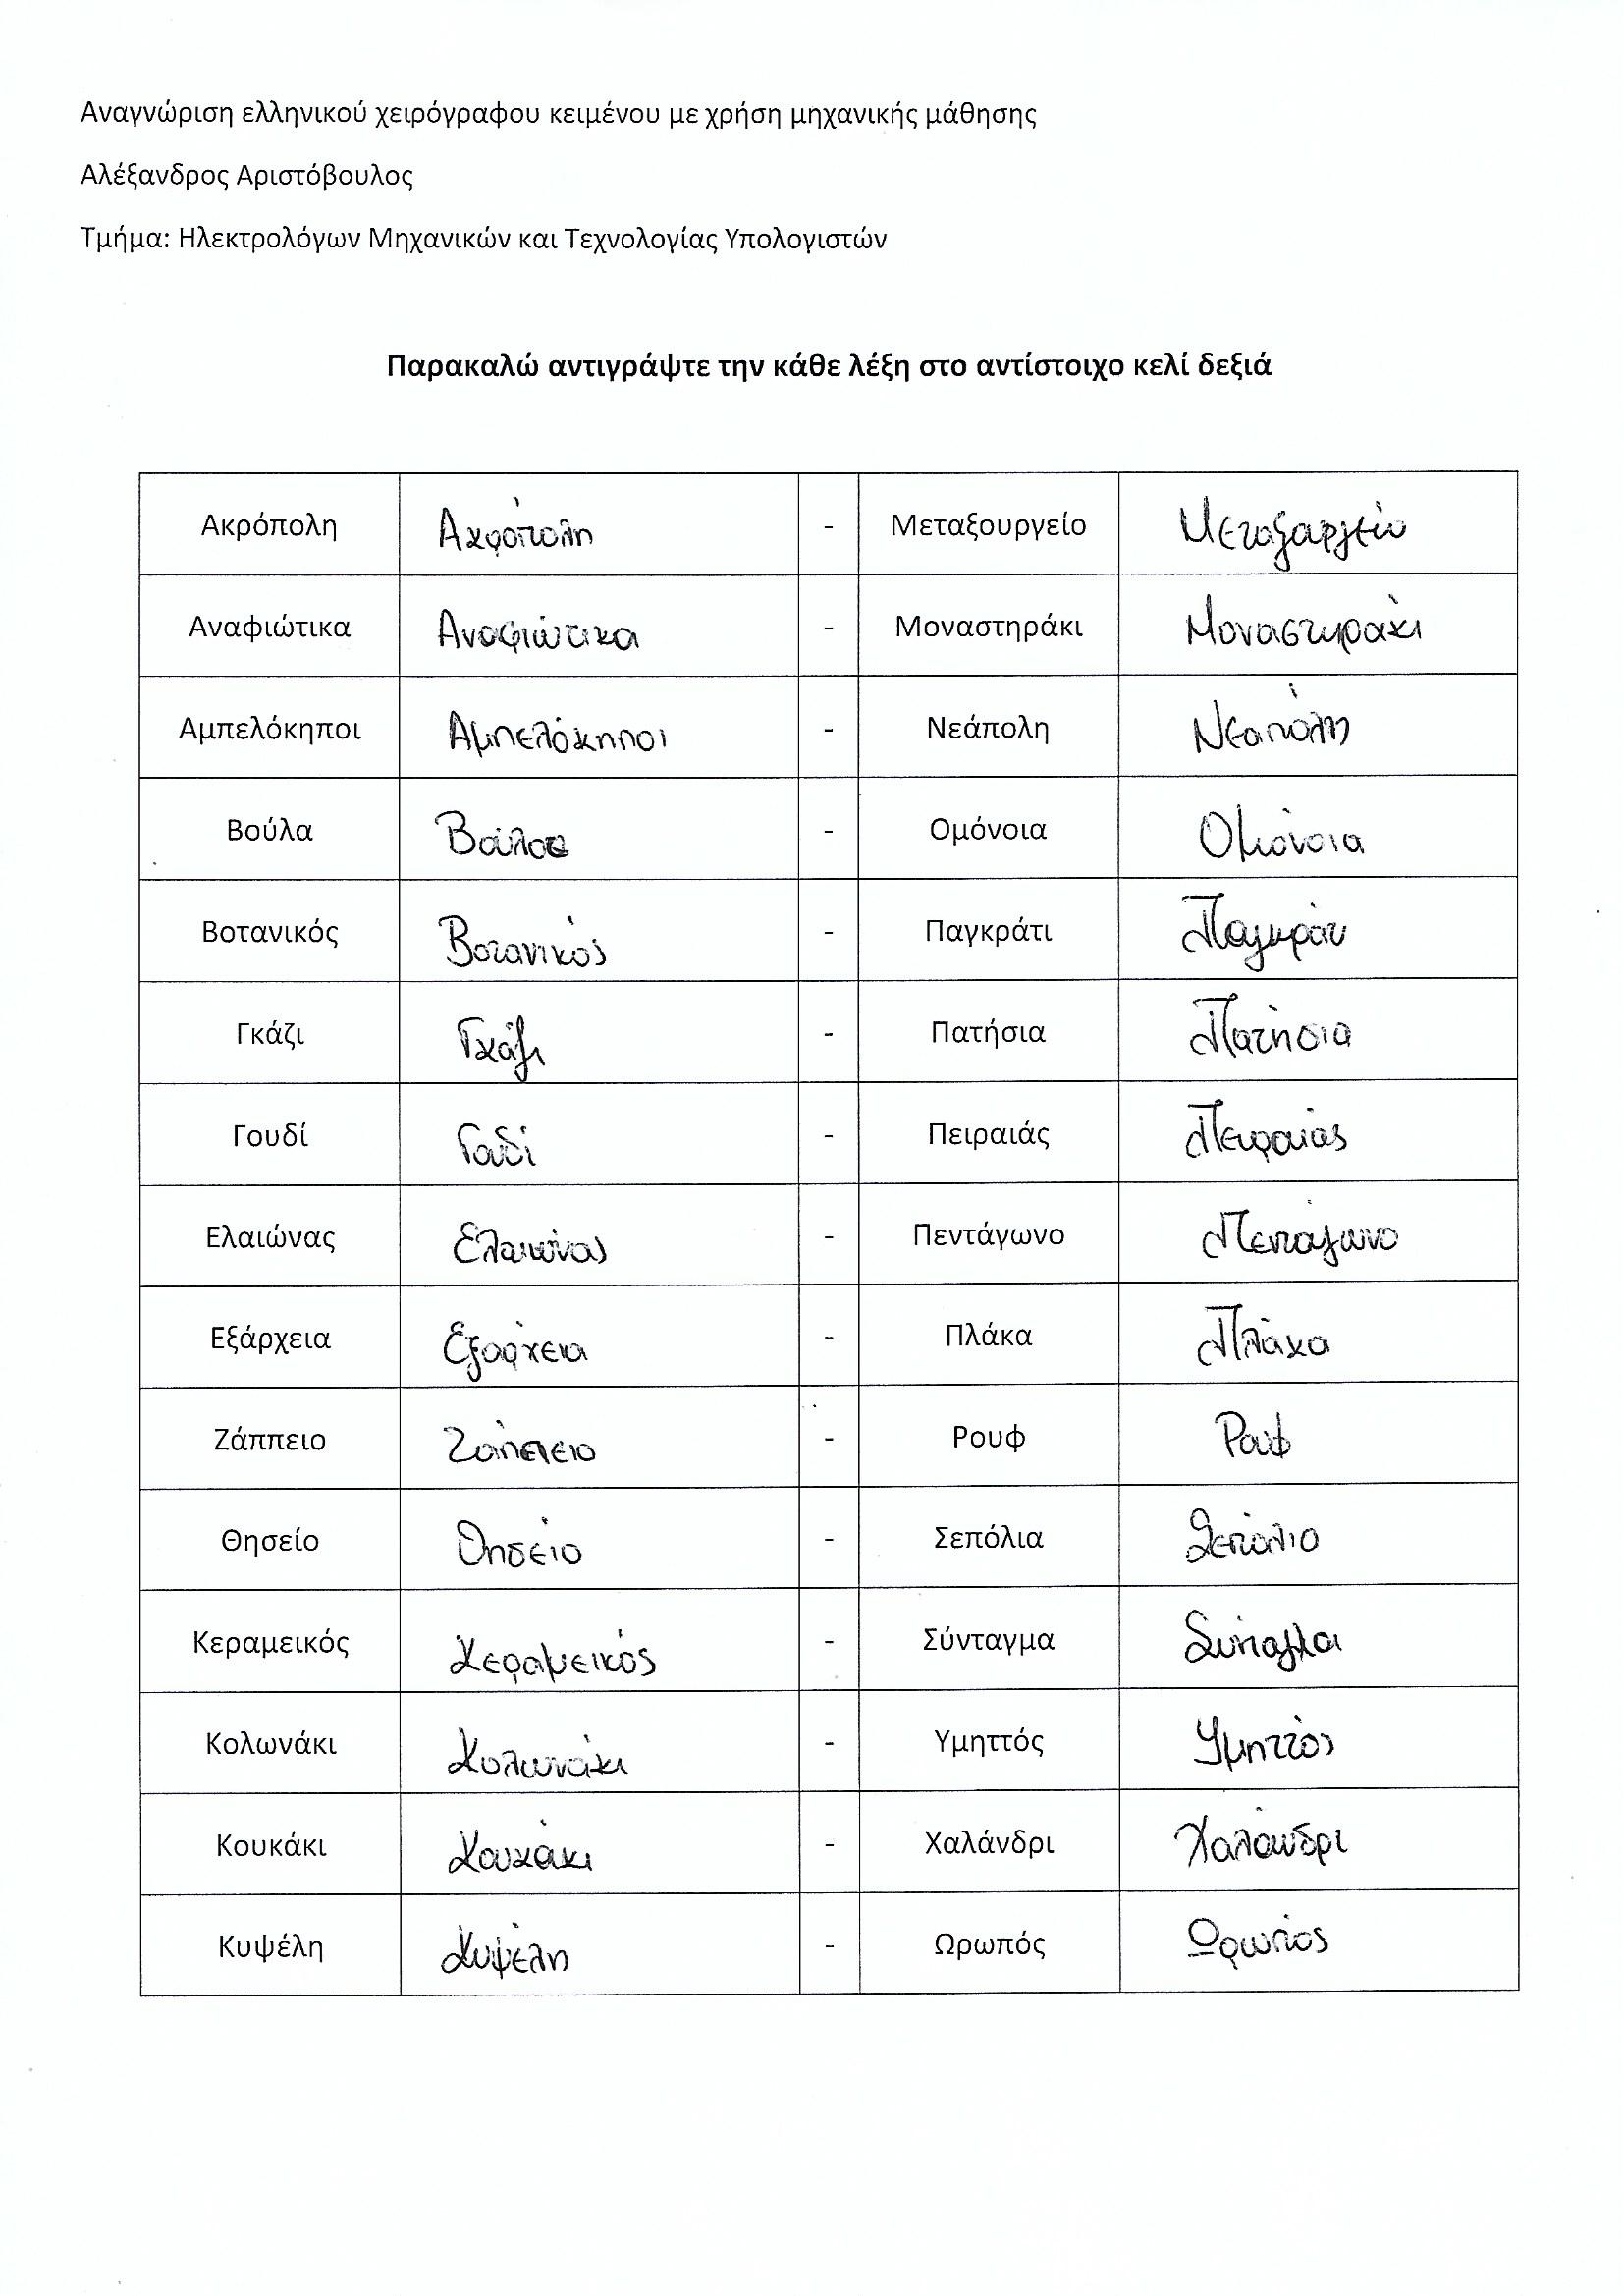 Αναγνώριση ελληνικού χειρόγραφου κειμένου με χρήση μηχανικής μάθησης
Αλέξανδρος Αριστόβουλος
Τμήμα: Ηλεκτρολόγων Μηχανικών και Τεχνολογίας Υπολογιστών
Παρακαλώ αντιγράψτε την κάθε λέξη στο αντίστοιχο κελί δεξιά
Ακρόπολη Ακρόπολη - Μεταξουργείο Μεταξουργείο
Αναφιώτικα Αναφιώτικα - Μοναστηράκι Μοναστηράκι
Αμπελόκηποι Αμπελόκηποι - Νεάπολη Νεάπολη
Βούλα Βούλα - Ομόνοια Ομόνοια
Βοτανικός Βοτανικός - Παγκράτι Παγκράτι
Γκάζι Γκάζι - Πατήσια Πατήσια
Γουδί Γουδί - Πειραιάς Πειραιάς
Ελαιώνας Ελαιώνας - Πεντάγωνο Πεντάγωνο
Εξάρχεια Εξάρχεια - Πλάκα Πλάκα
Ζάππειο Ζάππειο - Ρουφ Ρουφ
Θησείο Θησείο - Σεπόλια Σεπόλια
Κεραμεικός Κεραμεικός - Σύνταγμα Σύνταγμα
Κολωνάκι Κολωνάκι - Υμηττός Υμηττός
Κουκάκι Κουκάκι - Χαλάνδρι Χαλάνδρι
Κυψέλη Κυψέλη - Ωρωπός Ωρωπός